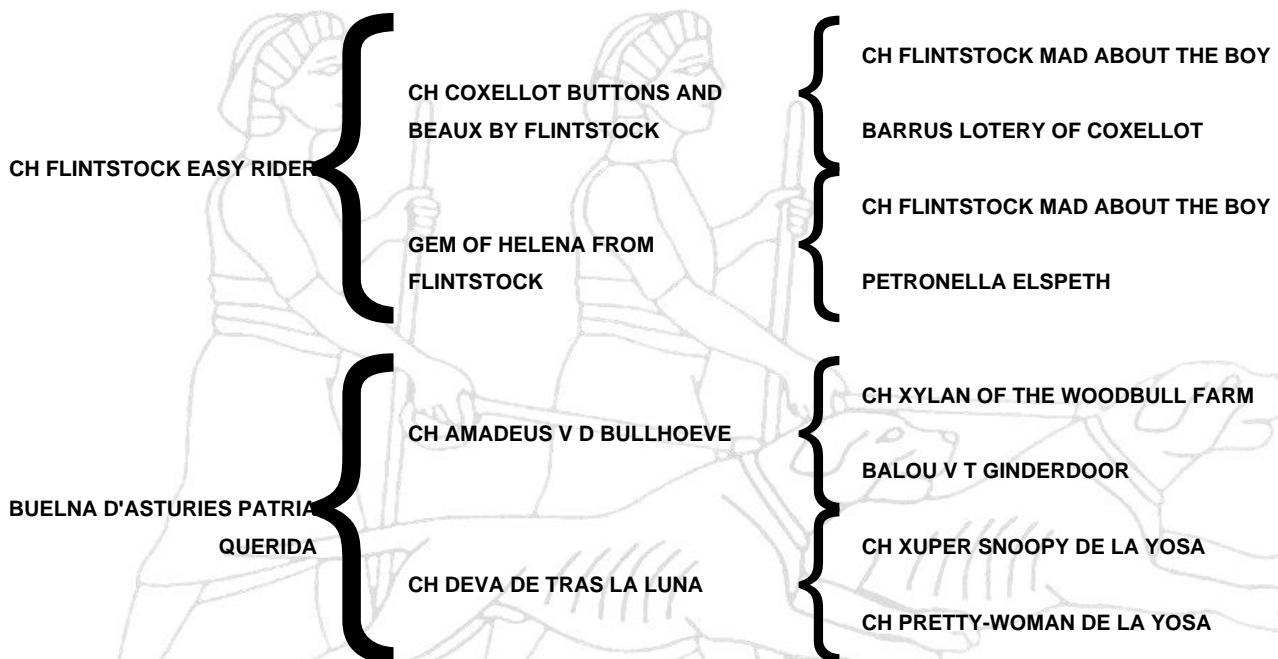 CH FLINTSTOCK EASY RIDER
CH COXELLOT BUTTONS AND
BEAUX BY FLINTSTOCK
CH FLINTSTOCK MAD ABOUT THE BOY
BARRUS LOTERY OF COXELLOT
GEM OF HELENA FROM
FLINTSTOCK
CH FLINTSTOCK MAD ABOUT THE BOY
PETRONELLA ELSPETH
BUELNA D'ASTURIES PATRIA
QUERIDA
CH AMADEUS V D BULLHOEVE
CH XYLAN OF THE WOODBULL FARM
BALOU V T GINDERDOOR
CH DEVA DE TRAS LA LUNA
CH XUPER SNOOPY DE LA YOSA
CH PRETTY-WOMAN DE LA YOSA